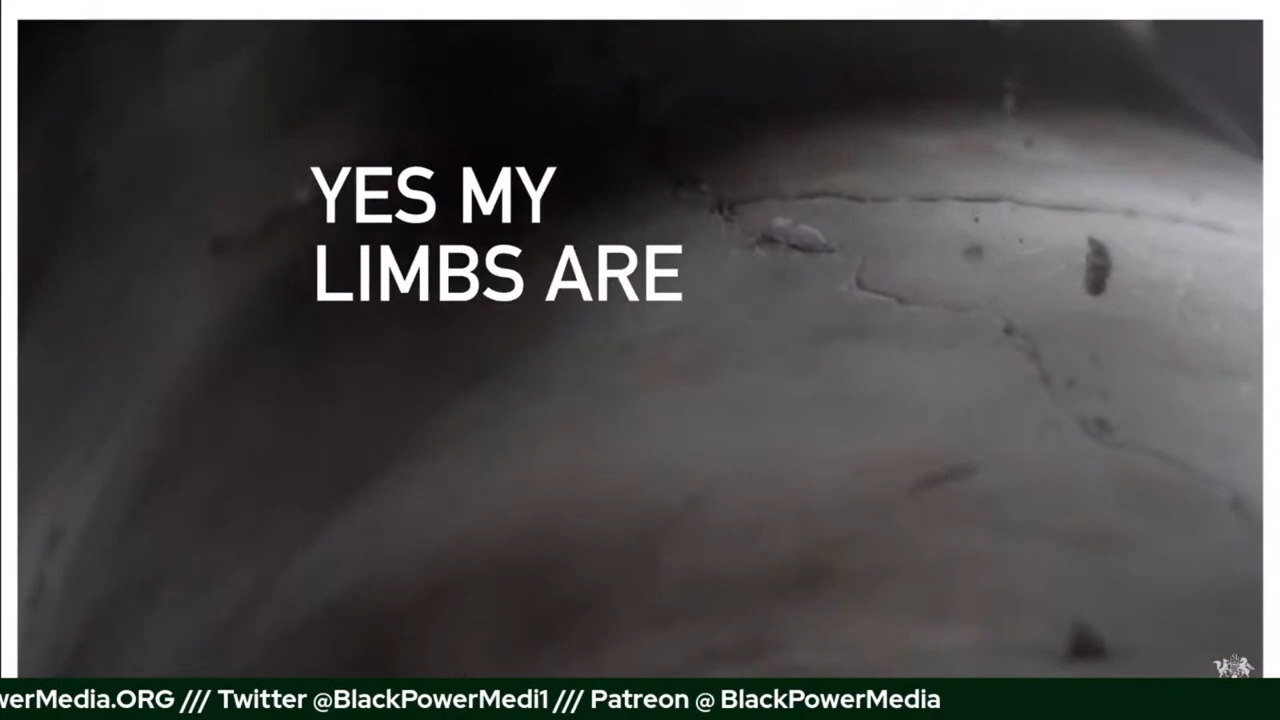 YES MY
LIMBS ARE
werMedia.ORG /// Twitter @BlackPowerMedi1 /// Patreon @ BlackPowerMedia